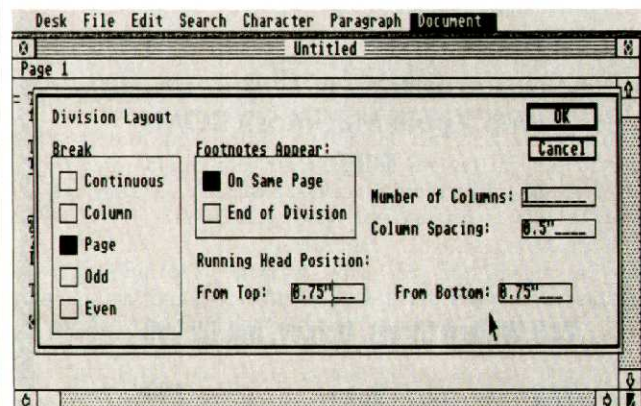 Desk File Edit Search Character Paragraph Document
Untitled
Page 1
Division Layout
OK
Cancel
Break
Continuous
Column
Page
Odd
Even
Footnotes Appear:
On Same Page
End of Division
Number of Columns: 1
Column Spacing: 0.5"
Running Head Position:
From Top: 0.75"
From Bottom: 0.75"